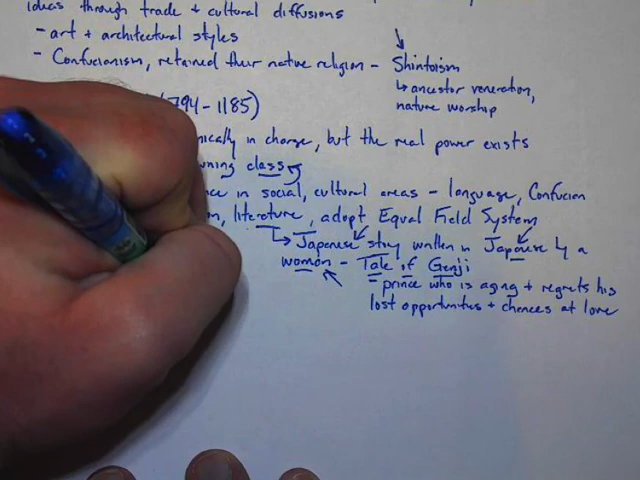 ideas through trade + cultural diffusions
- art + architectural styles
- Confucianism, retained their native religion - Shintoism
↳ ancestor veneration,
nature worship
794-1185)
in charge, but the real power exists
class
in social, cultural areas - language, Confucian
, literature, adopt Equal Field System
↳ Japanese story written in Japanese by a
woman - Tale of Genji
- prince who is aging + regrets his
lost opportunities + chances at love